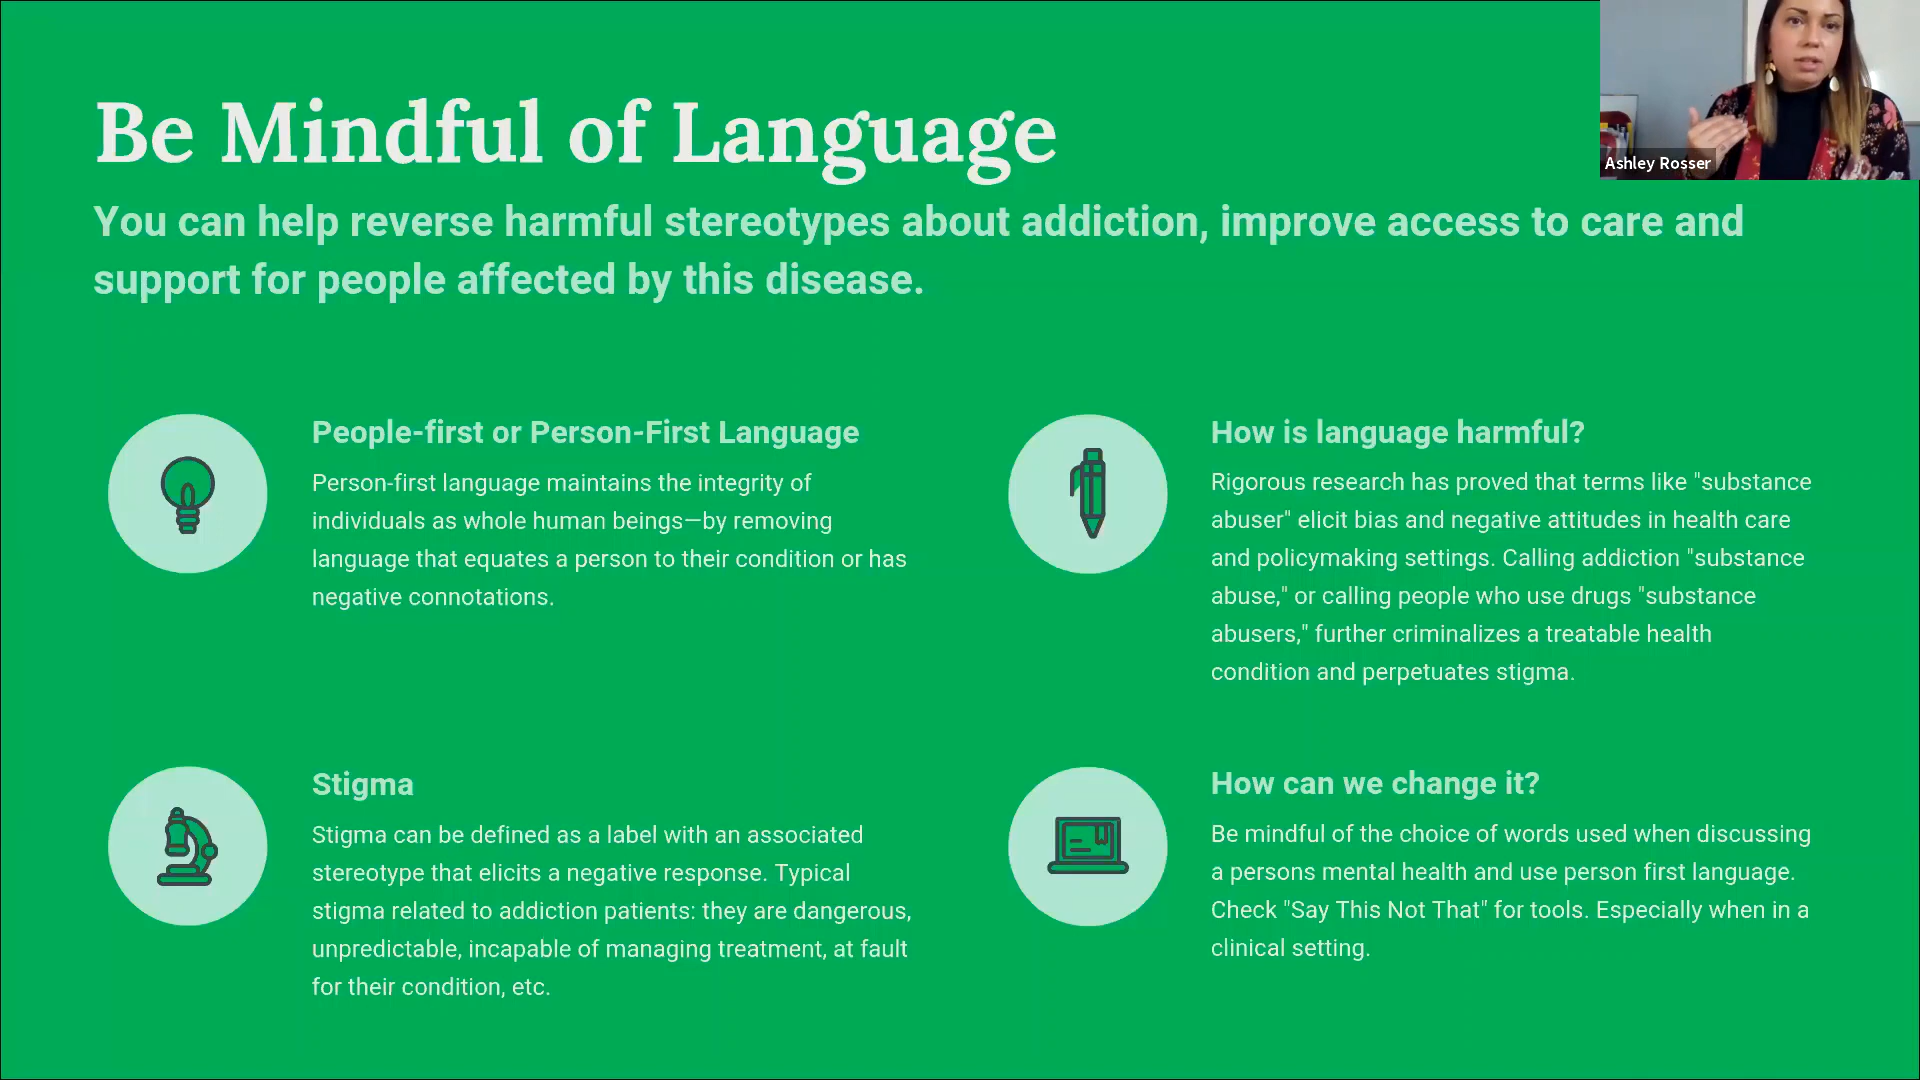 Be Mindful of Language
Ashley Rosser
You can help reverse harmful stereotypes about addiction, improve access to care and
support for people affected by this disease.
People-first or Person-First Language
Person-first language maintains the integrity of
individuals as whole human beings—by removing
language that equates a person to their condition or has
negative connotations.
How is language harmful?
Rigorous research has proved that terms like "substance
abuser" elicit bias and negative attitudes in health care
and policymaking settings. Calling addiction "substance
abuse," or calling people who use drugs "substance
abusers," further criminalizes a treatable health
condition and perpetuates stigma.
Stigma
Stigma can be defined as a label with an associated
stereotype that elicits a negative response. Typical
stigma related to addiction patients: they are dangerous,
unpredictable, incapable of managing treatment, at fault
for their condition, etc.
How can we change it?
Be mindful of the choice of words used when discussing
a persons mental health and use person first language.
Check "Say This Not That" for tools. Especially when in a
clinical setting.